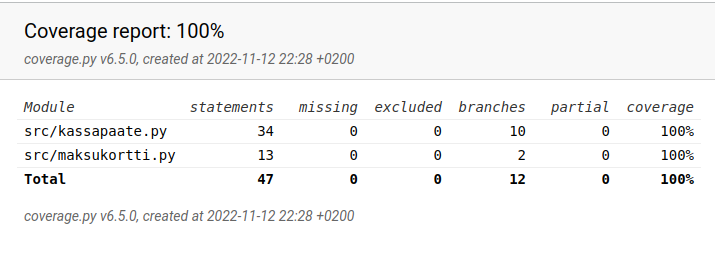 Coverage report: 100%
coverage.py v6.5.0, created at 2022-11-12 22:28 +0200
Module statements missing excluded branches partial coverage
src/kassapaate.py 34 0 0 10 0 100%
src/maksukortti.py 13 0 0 2 0 100%
Total 47 0 0 12 0 100%
coverage.py v6.5.0, created at 2022-11-12 22:28 +0200